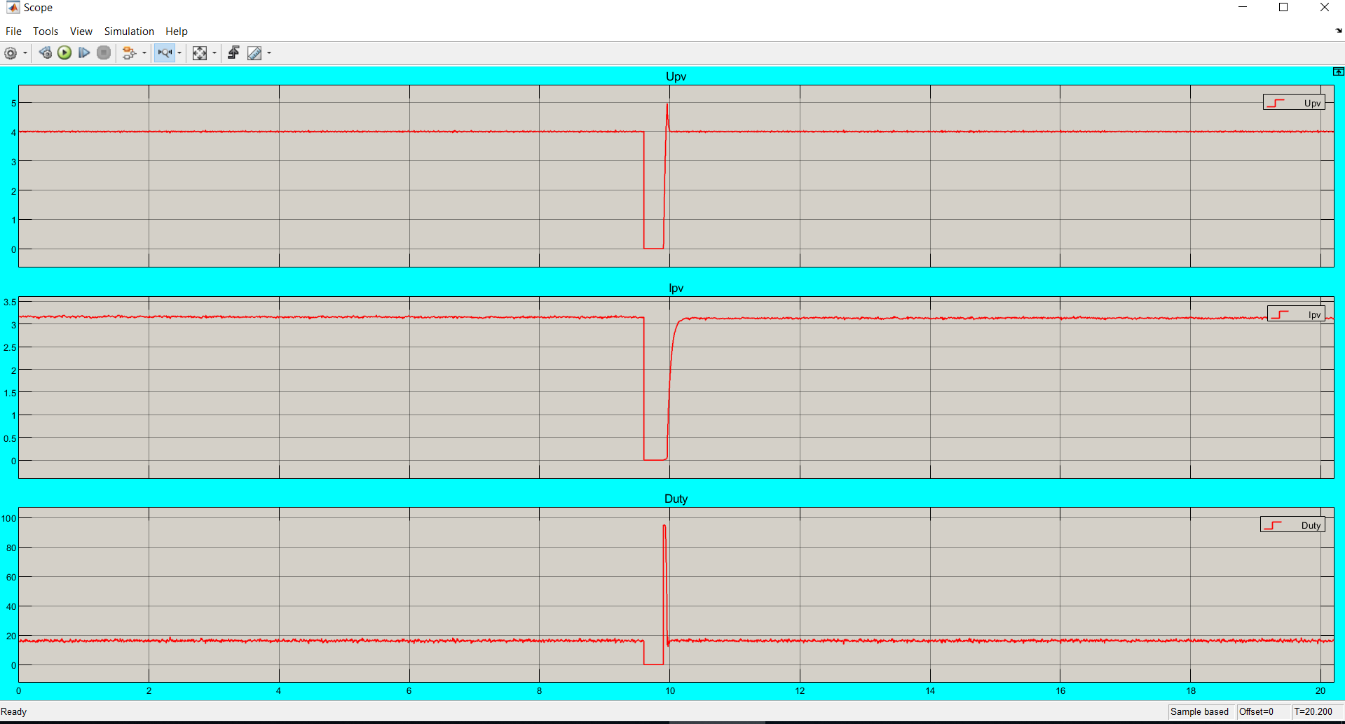 Scope
File Tools View Simulation Help
Upv
Upv
5
4
3
2
1
0
Ipv
Ipv
3.5
3
2.5
2
1.5
1
0.5
0
Duty
Duty
100
80
60
40
20
0
0 2 4 6 8 10 12 14 16 18 20
Ready Sample based Offset=0 T=20.200